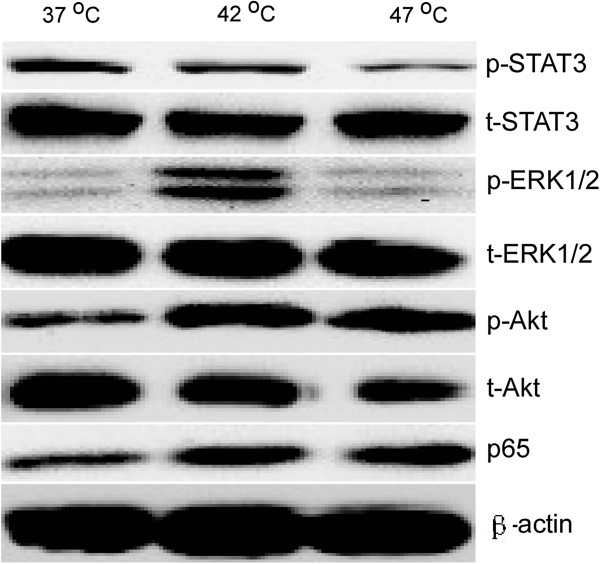 37 °C 42 °C 47 °C
p-STAT3
t-STAT3
p-ERK1/2
t-ERK1/2
p-Akt
t-Akt
p65
β-actin